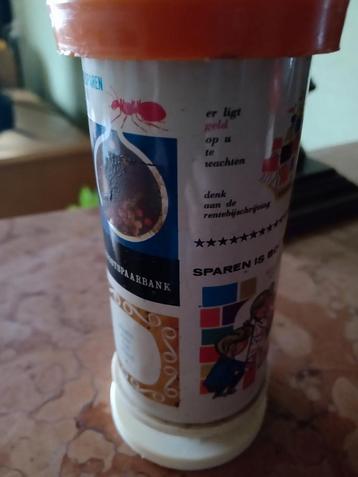 SPAREN
er ligt
geld
op u
te
wachten
denk
aan de
rentebijschrijving
SPAARBANK
SPAREN IS